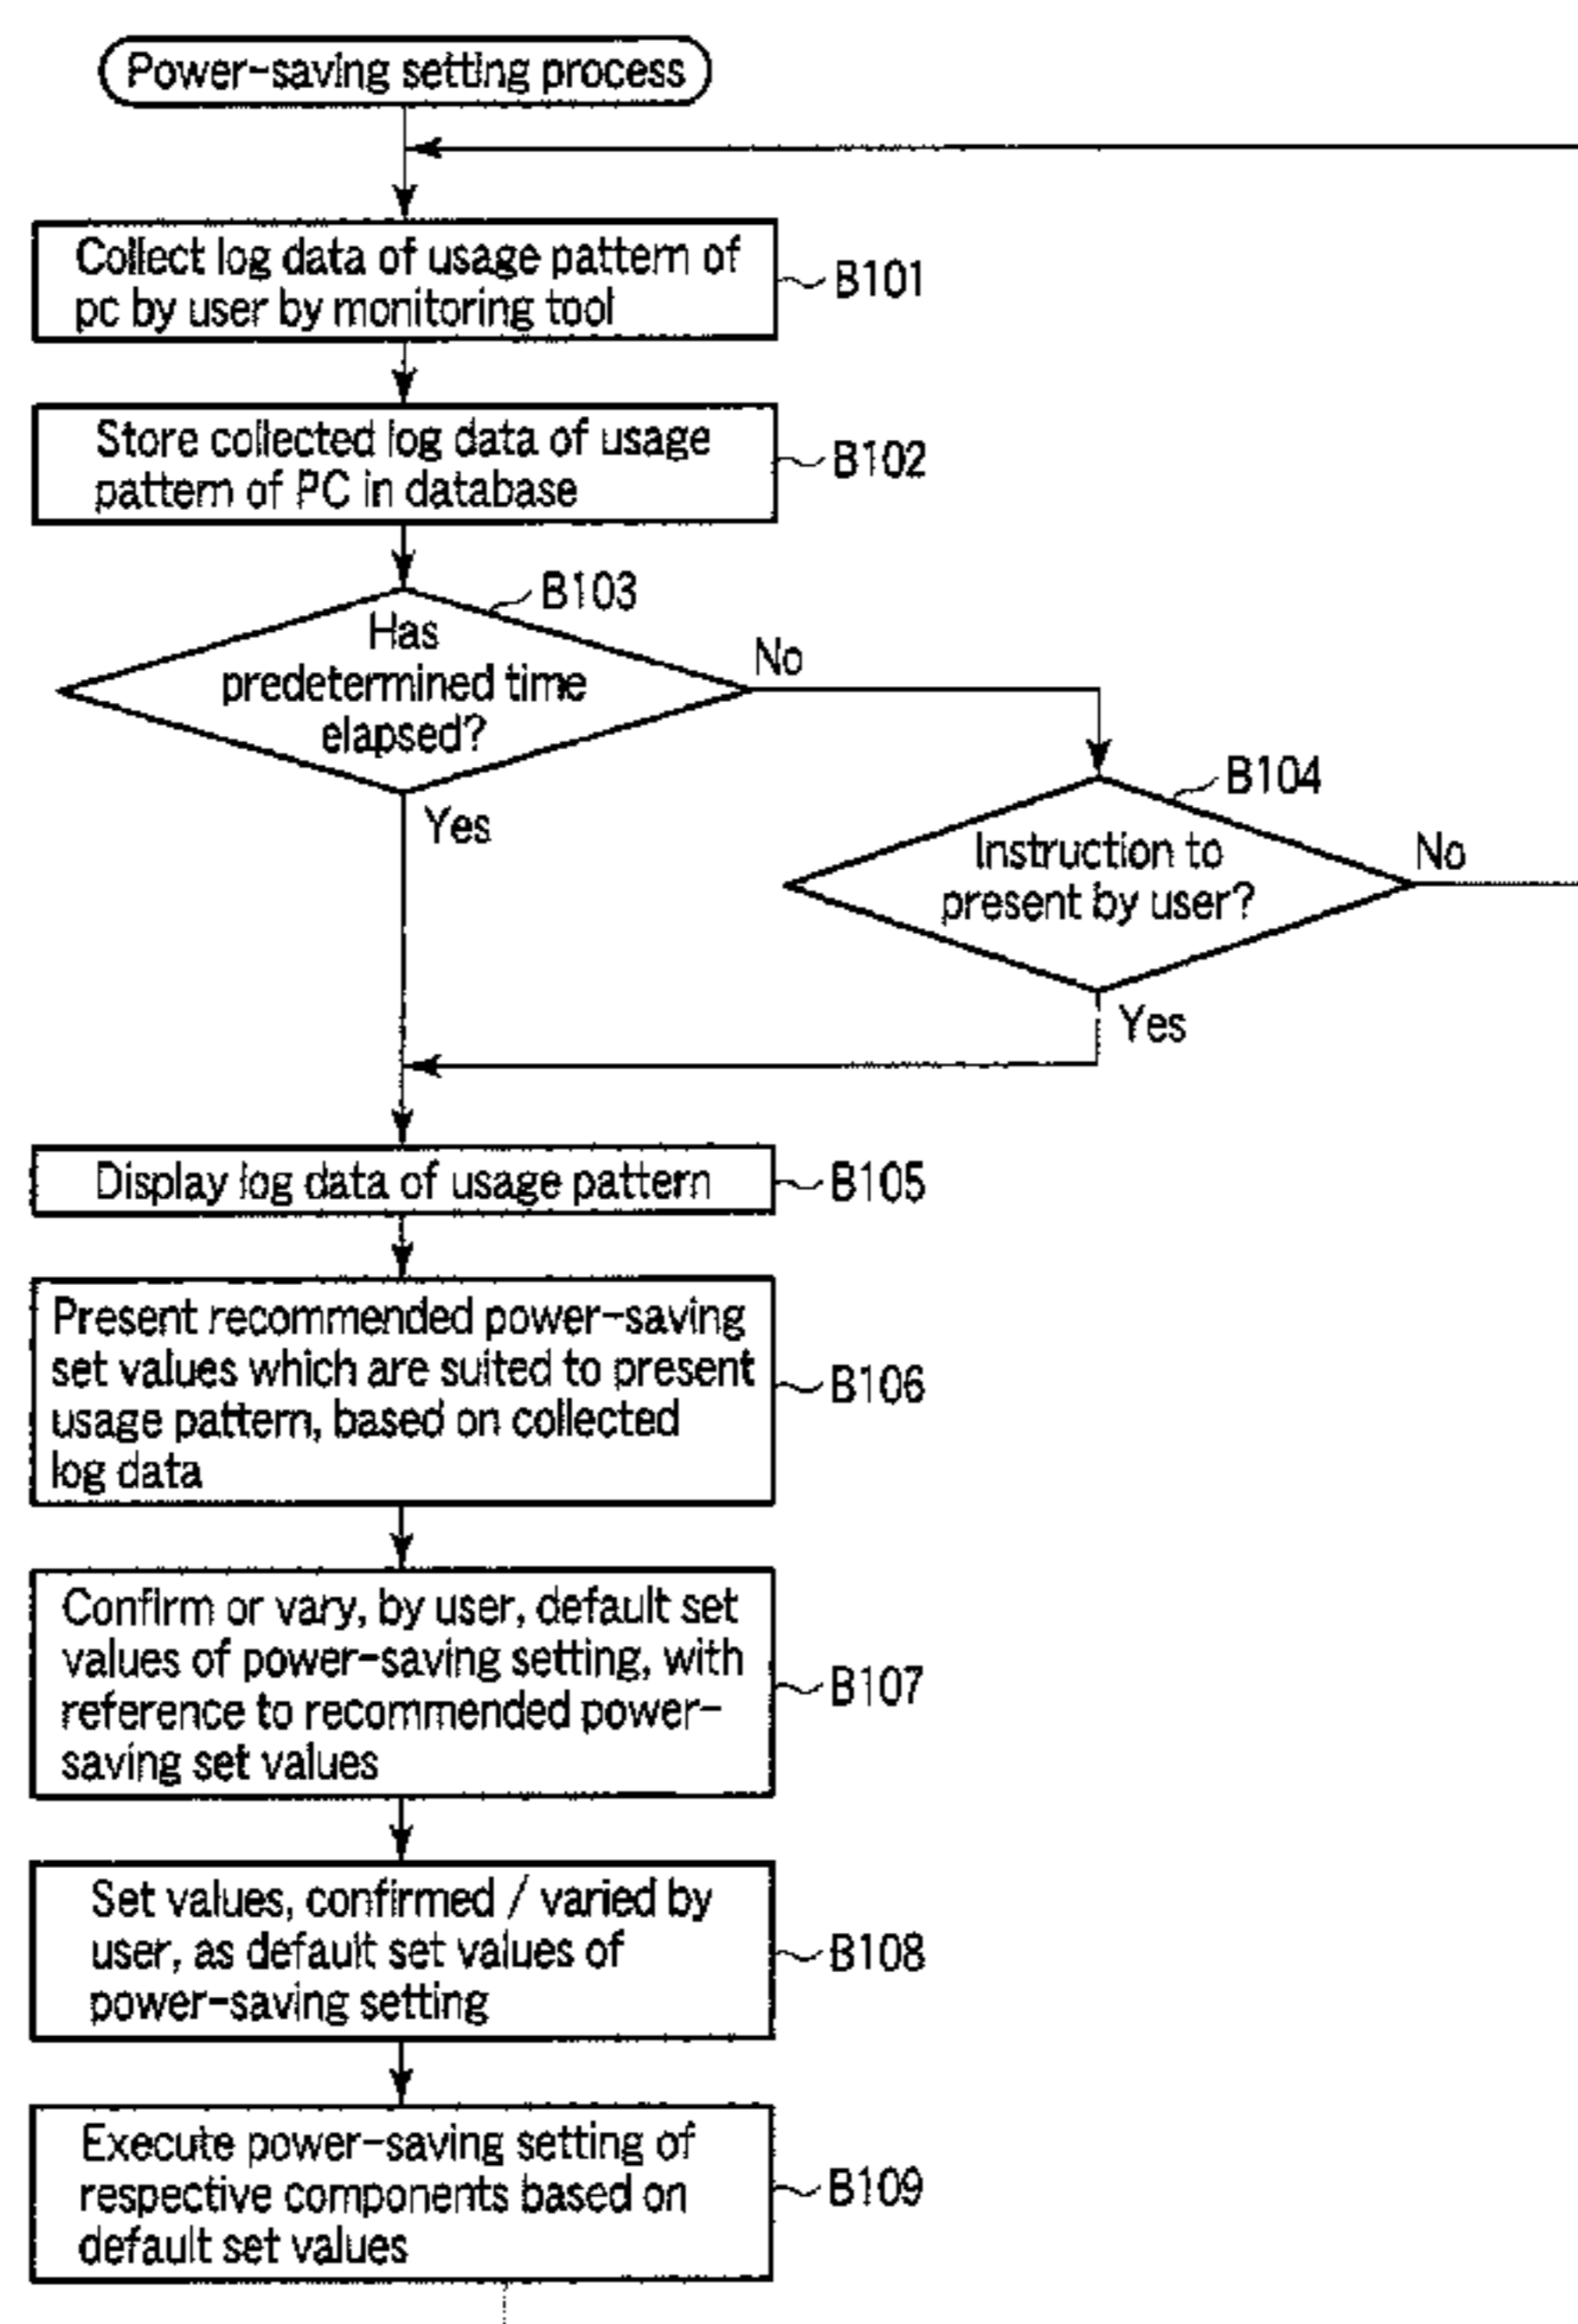 Power-saving setting process
Collect log data of usage pattern of
pc by user by monitoring tool
B101
Store collected log data of usage
pattern of PC in database
B102
B103
Has
predetermined time
elapsed?
No
Yes
B104
Instruction to
present by user?
No
Yes
Display log data of usage pattern
B105
Present recommended power-saving
set values which are suited to present
usage pattern, based on collected
log data
B106
Confirm or vary, by user, default set
values of power-saving setting, with
reference to recommended power-
saving set values
B107
Set values, confirmed / varied by
user, as default set values of
power-saving setting
B108
Execute power-saving setting of
respective components based on
default set values
B109